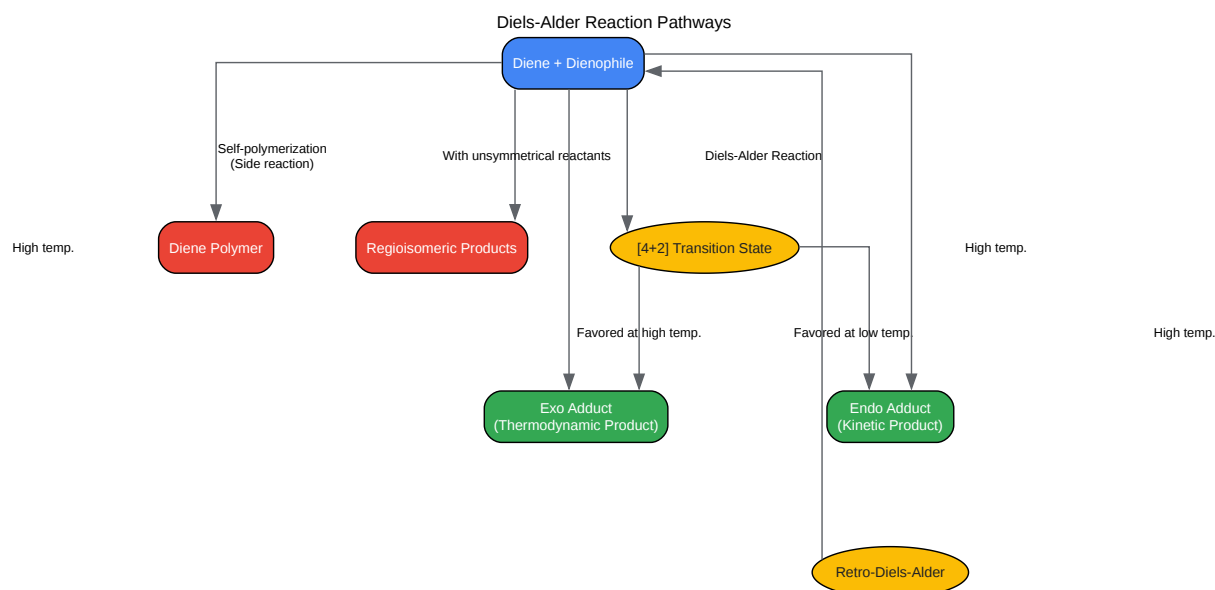 Diels-Alder Reaction Pathways
Diene + Dienophile
Self-polymerization
(Side reaction)
With unsymmetrical reactants
Diels-Alder Reaction
High temp.
Diene Polymer
Regioisomeric Products
[4+2] Transition State
High temp.
Favored at high temp.
Favored at low temp.
High temp.
Exo Adduct
(Thermodynamic Product)
Endo Adduct
(Kinetic Product)
Retro-Diels-Alder